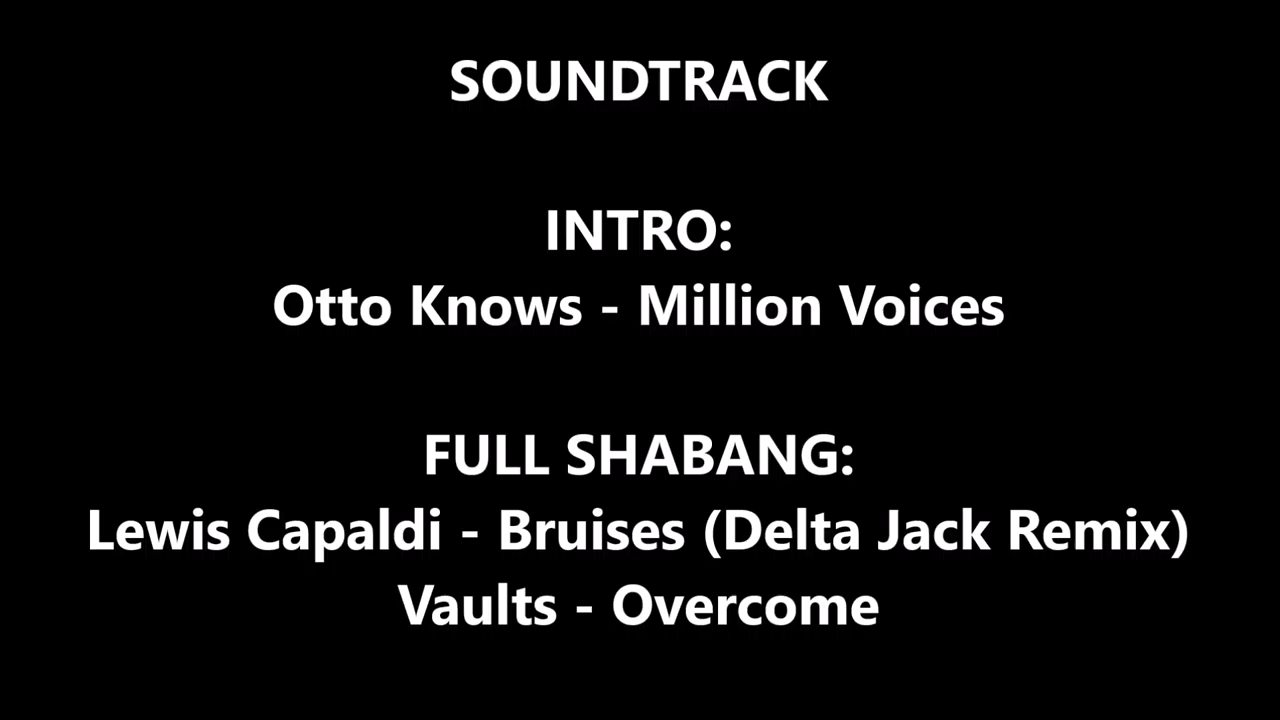 SOUNDTRACK
INTRO:
Otto Knows - Million Voices
FULL SHABANG:
Lewis Capaldi - Bruises (Delta Jack Remix)
Vaults - Overcome